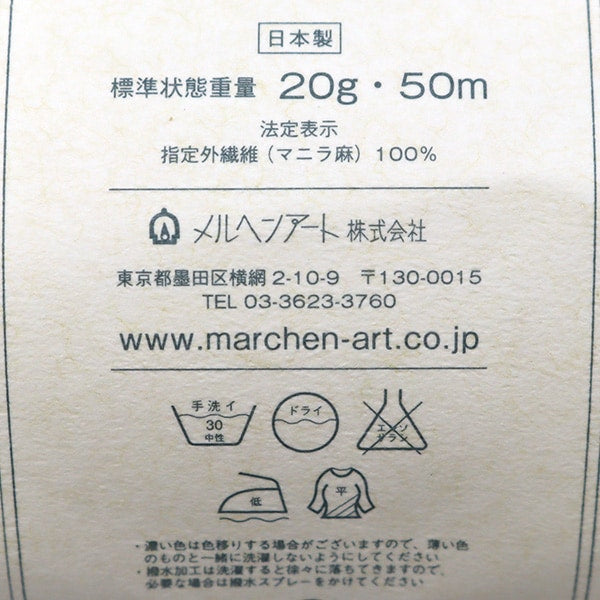 日本製
標準状態重量 20g・50m
法定表示
指定外繊維（マニラ麻）100%
メルヘンアート 株式会社
東京都墨田区横網2-10-9 〒130-0015
TEL 03-3623-3760
www.marchen-art.co.jp
手洗イ
30
中性
ドライ
エンソ
サラシ
低
平
・濃い色は色移りする場合がございますので、薄い色
のものと一緒に洗濯しないようにしてください。
・撥水加工は洗濯すると徐々に落ちてきますので、
必要な場合は撥水スプレーをかけてください。